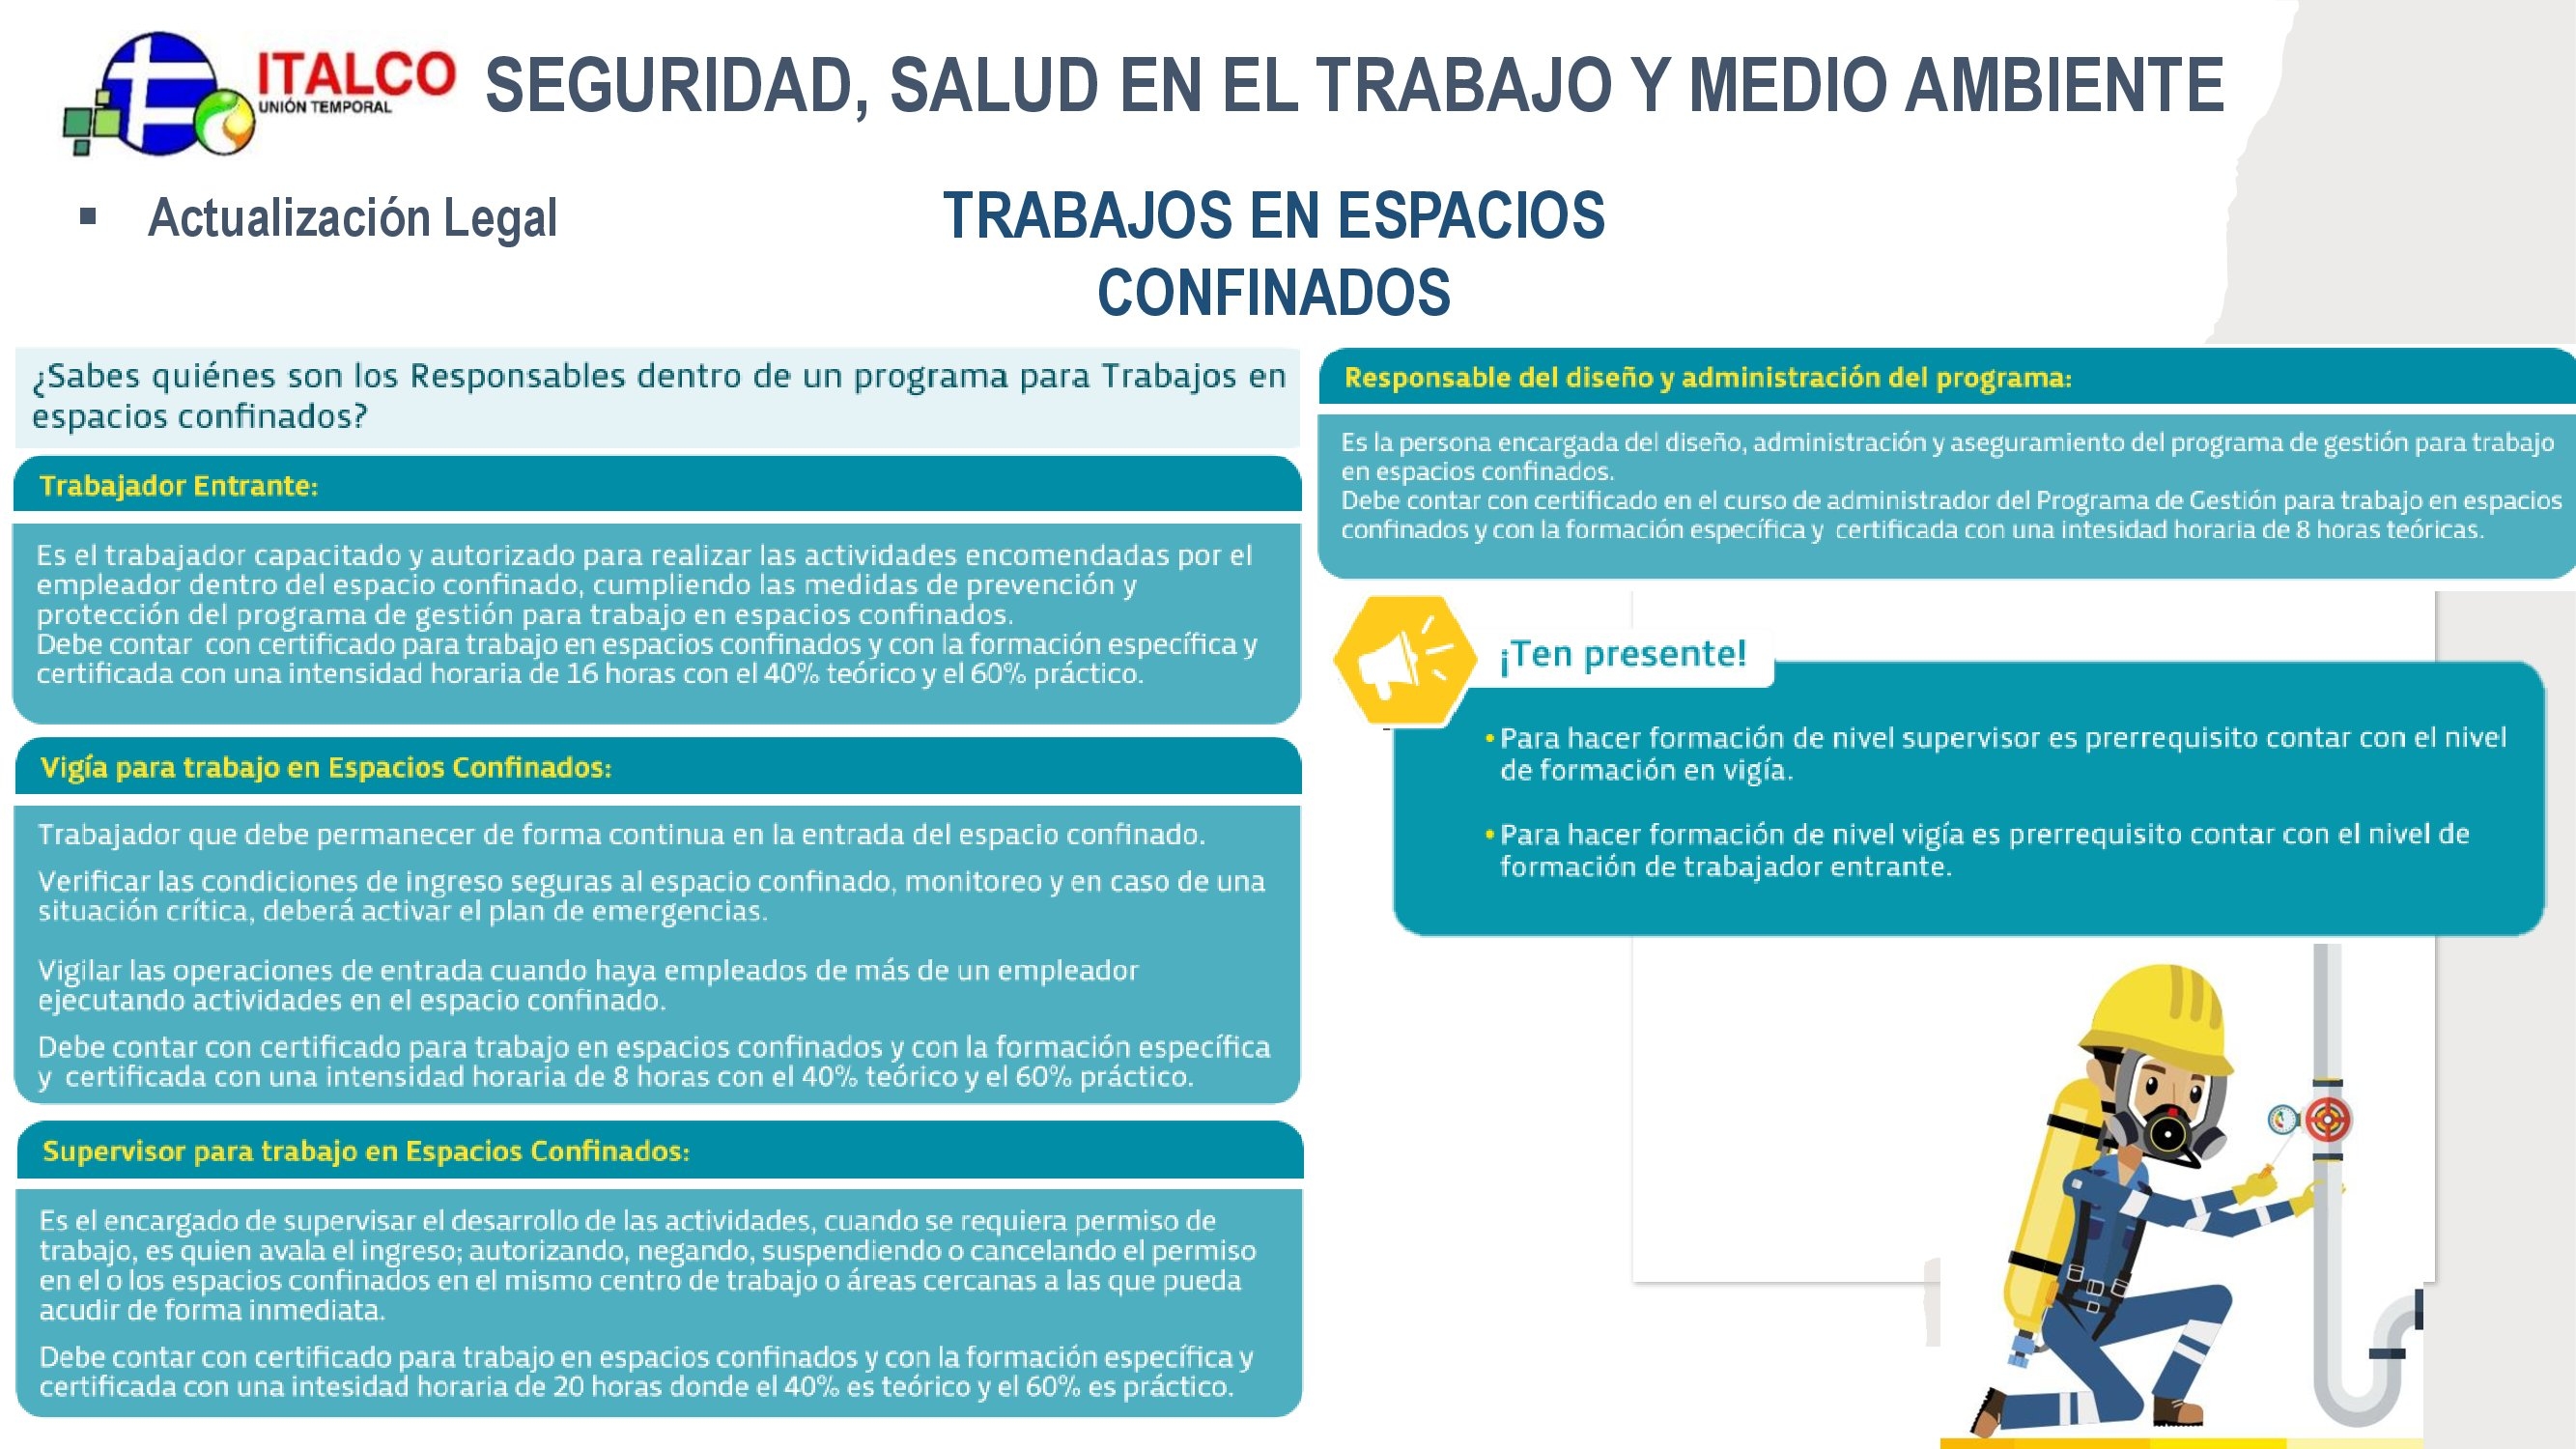 ITALCO
UNIÓN TEMPORAL
SEGURIDAD, SALUD EN EL TRABAJO Y MEDIO AMBIENTE
▪ Actualización Legal
TRABAJOS EN ESPACIOS
CONFINADOS
¿Sabes quiénes son los Responsables dentro de un programa para Trabajos en
espacios confinados?
Trabajador Entrante:
Es el trabajador capacitado y autorizado para realizar las actividades encomendadas por el
empleador dentro del espacio confinado, cumpliendo las medidas de prevención y
protección del programa de gestión para trabajo en espacios confinados.
Debe contar con certificado para trabajo en espacios confinados y con la formación específica y
certificada con una intensidad horaria de 16 horas con el 40% teórico y el 60% práctico.
Vigía para trabajo en Espacios Confinados:
Trabajador que debe permanecer de forma continua en la entrada del espacio confinado.
Verificar las condiciones de ingreso seguras al espacio confinado, monitoreo y en caso de una
situación crítica, deberá activar el plan de emergencias.
Vigilar las operaciones de entrada cuando haya empleados de más de un empleador
ejecutando actividades en el espacio confinado.
Debe contar con certificado para trabajo en espacios confinados y con la formación específica
y certificada con una intensidad horaria de 8 horas con el 40% teórico y el 60% práctico.
Supervisor para trabajo en Espacios Confinados:
Es el encargado de supervisar el desarrollo de las actividades, cuando se requiera permiso de
trabajo, es quien avala el ingreso; autorizando, negando, suspendiendo o cancelando el permiso
en el o los espacios confinados en el mismo centro de trabajo o áreas cercanas a las que pueda
acudir de forma inmediata.
Debe contar con certificado para trabajo en espacios confinados y con la formación específica y
certificada con una intesidad horaria de 20 horas donde el 40% es teórico y el 60% es práctico.
Responsable del diseño y administración del programa:
Es la persona encargada del diseño, administración y aseguramiento del programa de gestión para trabajo
en espacios confinados.
Debe contar con certificado en el curso de administrador del Programa de Gestión para trabajo en espacios
confinados y con la formación específica y certificada con una intesidad horaria de 8 horas teóricas.
¡Ten presente!
• Para hacer formación de nivel supervisor es prerrequisito contar con el nivel
de formación en vigía.
• Para hacer formación de nivel vigía es prerrequisito contar con el nivel de
formación de trabajador entrante.